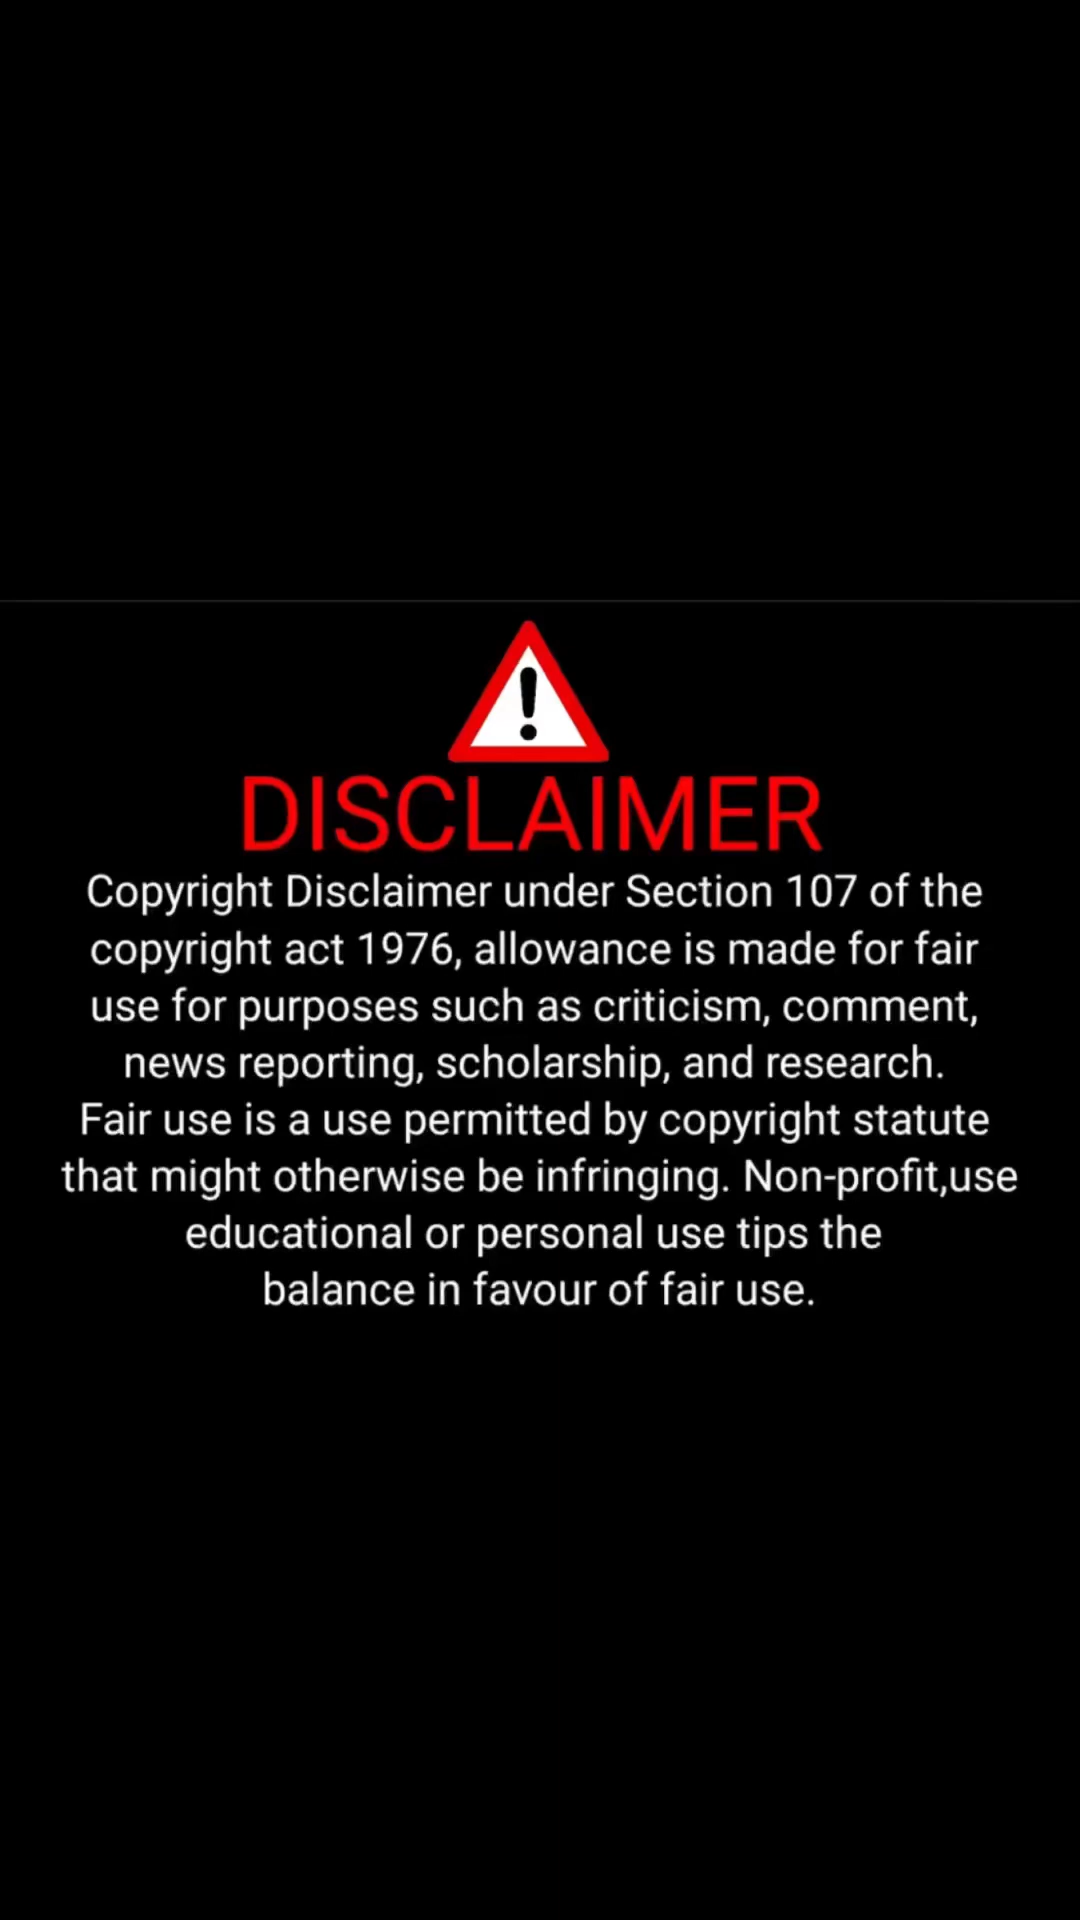 DISCLAIMER
Copyright Disclaimer under Section 107 of the
copyright act 1976, allowance is made for fair
use for purposes such as criticism, comment,
news reporting, scholarship, and research.
Fair use is a use permitted by copyright statute
that might otherwise be infringing. Non-profit,use
educational or personal use tips the
balance in favour of fair use.